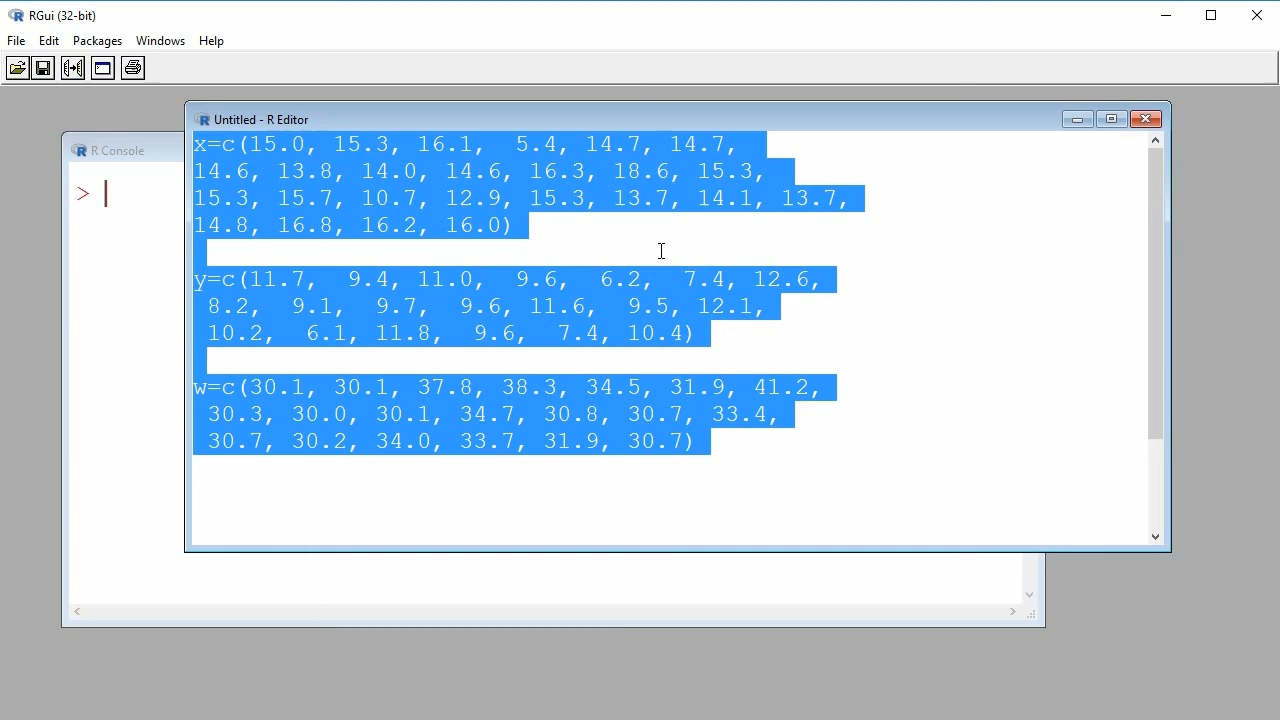 RGui (32-bit)
File Edit Packages Windows Help
Untitled - R Editor
R Console
>
x=c(15.0, 15.3, 16.1,  5.4, 14.7, 14.7,
14.6, 13.8, 14.0, 14.6, 16.3, 18.6, 15.3,
15.3, 15.7, 10.7, 12.9, 15.3, 13.7, 14.1, 13.7,
14.8, 16.8, 16.2, 16.0)
y=c(11.7,  9.4, 11.0,  9.6,  6.2,  7.4, 12.6,
8.2,  9.1,  9.7,  9.6, 11.6,  9.5, 12.1,
10.2,  6.1, 11.8,  9.6,  7.4, 10.4)
w=c(30.1, 30.1, 37.8, 38.3, 34.5, 31.9, 41.2,
30.3, 30.0, 30.1, 34.7, 30.8, 30.7, 33.4,
30.7, 30.2, 34.0, 33.7, 31.9, 30.7)